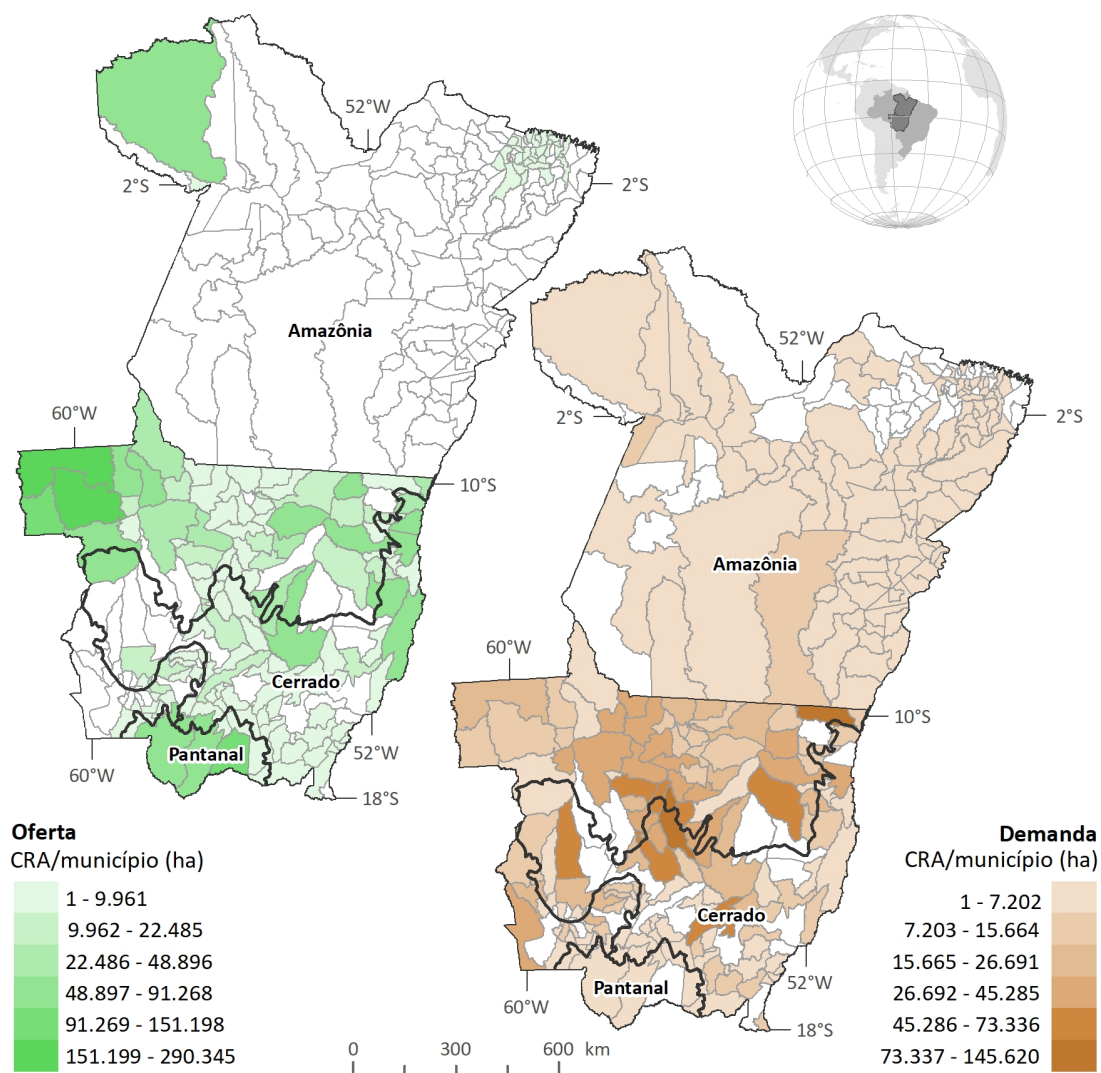 52°W
2°S
2°S
Amazônia
52°W
60°W
2°S
2°S
10°S
Amazônia
60°W
Cerrado
10°S
52°W
Pantanal
60°W
18°S
Oferta
CRA/município (ha)
1 - 9.961
9.962 - 22.485
22.486 - 48.896
48.897 - 91.268
91.269 - 151.198
151.199 - 290.345
Cerrado
52°W
Pantanal
60°W
18°S
Demanda
CRA/município (ha)
1 - 7.202
7.203 - 15.664
15.665 - 26.691
26.692 - 45.285
45.286 - 73.336
73.337 - 145.620
0 300 600 km